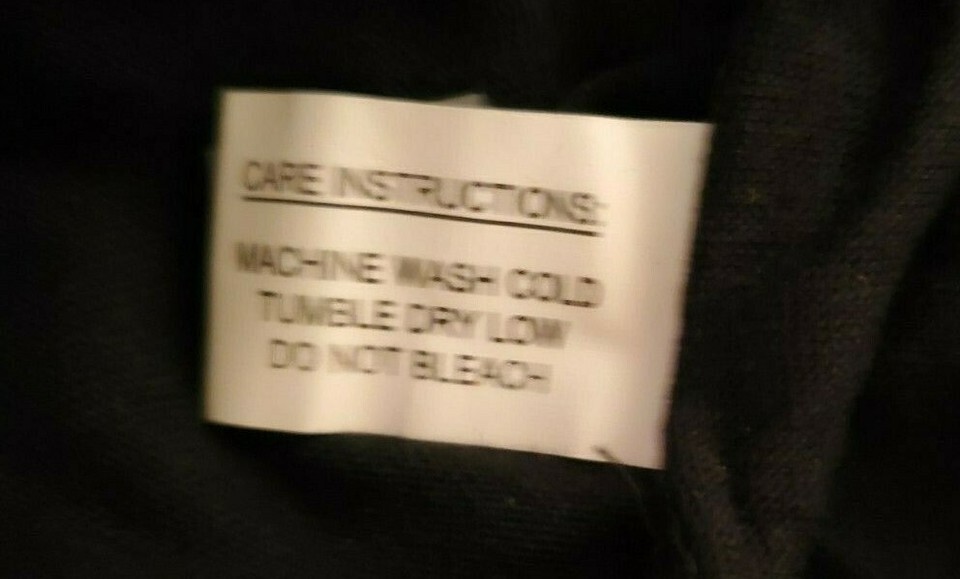 CARE INSTRUCTIONS:
MACHINE WASH COLD
TUMBLE DRY LOW
DO NOT BLEACH